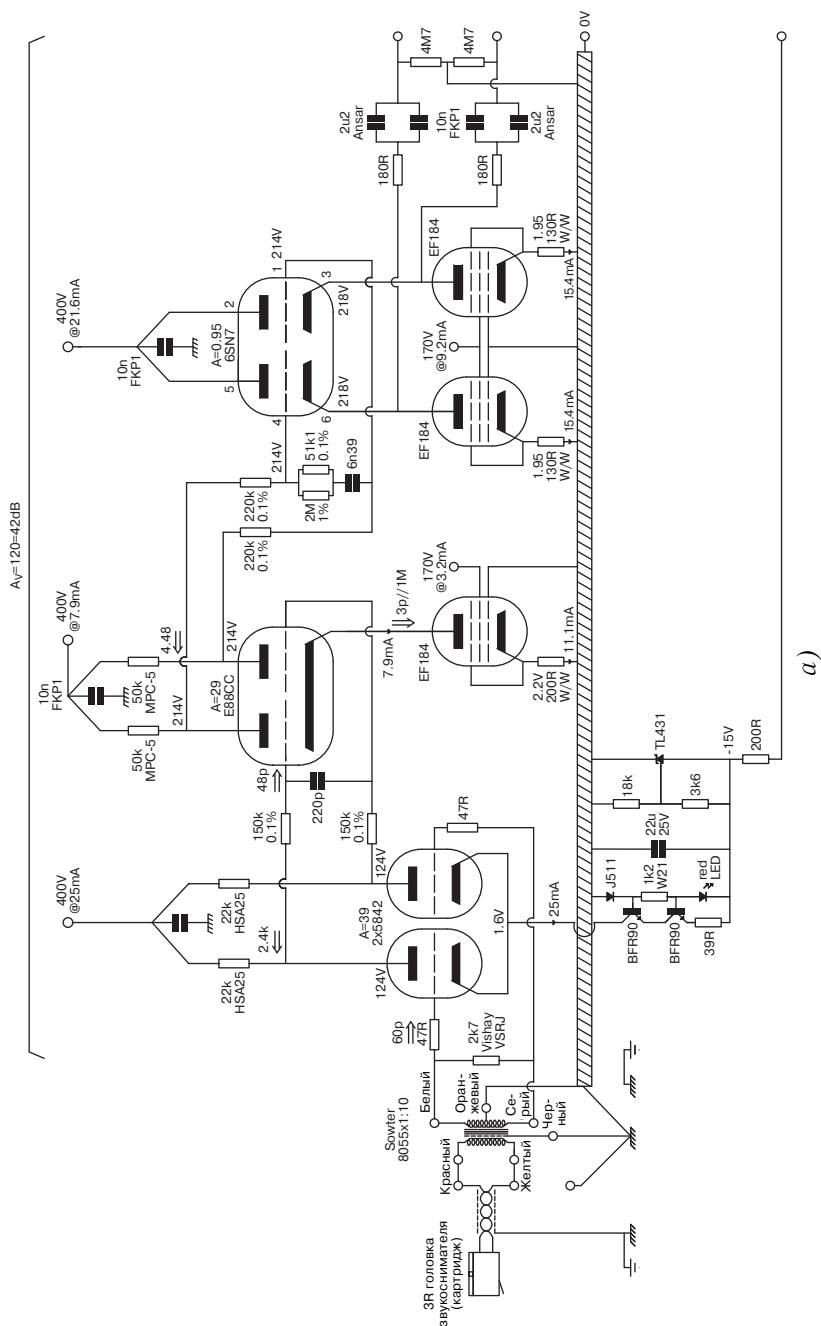 Av=120=42dB
400V
@25mA
22k
HSA25
22k
HSA25
2.4k
124V
124V
A=39
2x5842
1.6V
25mA
47R
60p
47R
2k7
Vishay
VSRJ
Sowter
8055x1:10
Белый
Оран-
жевый
Се-
рый
Чер-
ный
Красный
Желтый
3R головка
звукоснимателя
(картридж)
10n
FKP1
400V
@7.9mA
50k
MPC-5
50k
MPC-5
214V
4.48
214V
A=29
E88CC
48p
220p
150k
0.1%
150k
0.1%
7.9mA
3p//1M
EF184
170V
@3.2mA
2.2V
200R
W/W
11.1mA
220k
0.1%
220k
0.1%
214V
51k1
0.1%
2M
1%
6n39
10n
FKP1
400V
@21.6mA
A=0.95
6SN7
5
2
4
1
214V
6
3
218V
218V
EF184
EF184
170V
@9.2mA
1.95
130R
W/W
15.4mA
1.95
130R
W/W
15.4mA
180R
180R
2u2
Ansar
10n
FKP1
2u2
Ansar
4M7
4M7
0V
BFR90
BFR90
39R
J511
1k2
W21
red
LED
22u
25V
18k
3k6
TL431
-15V
200R
а)